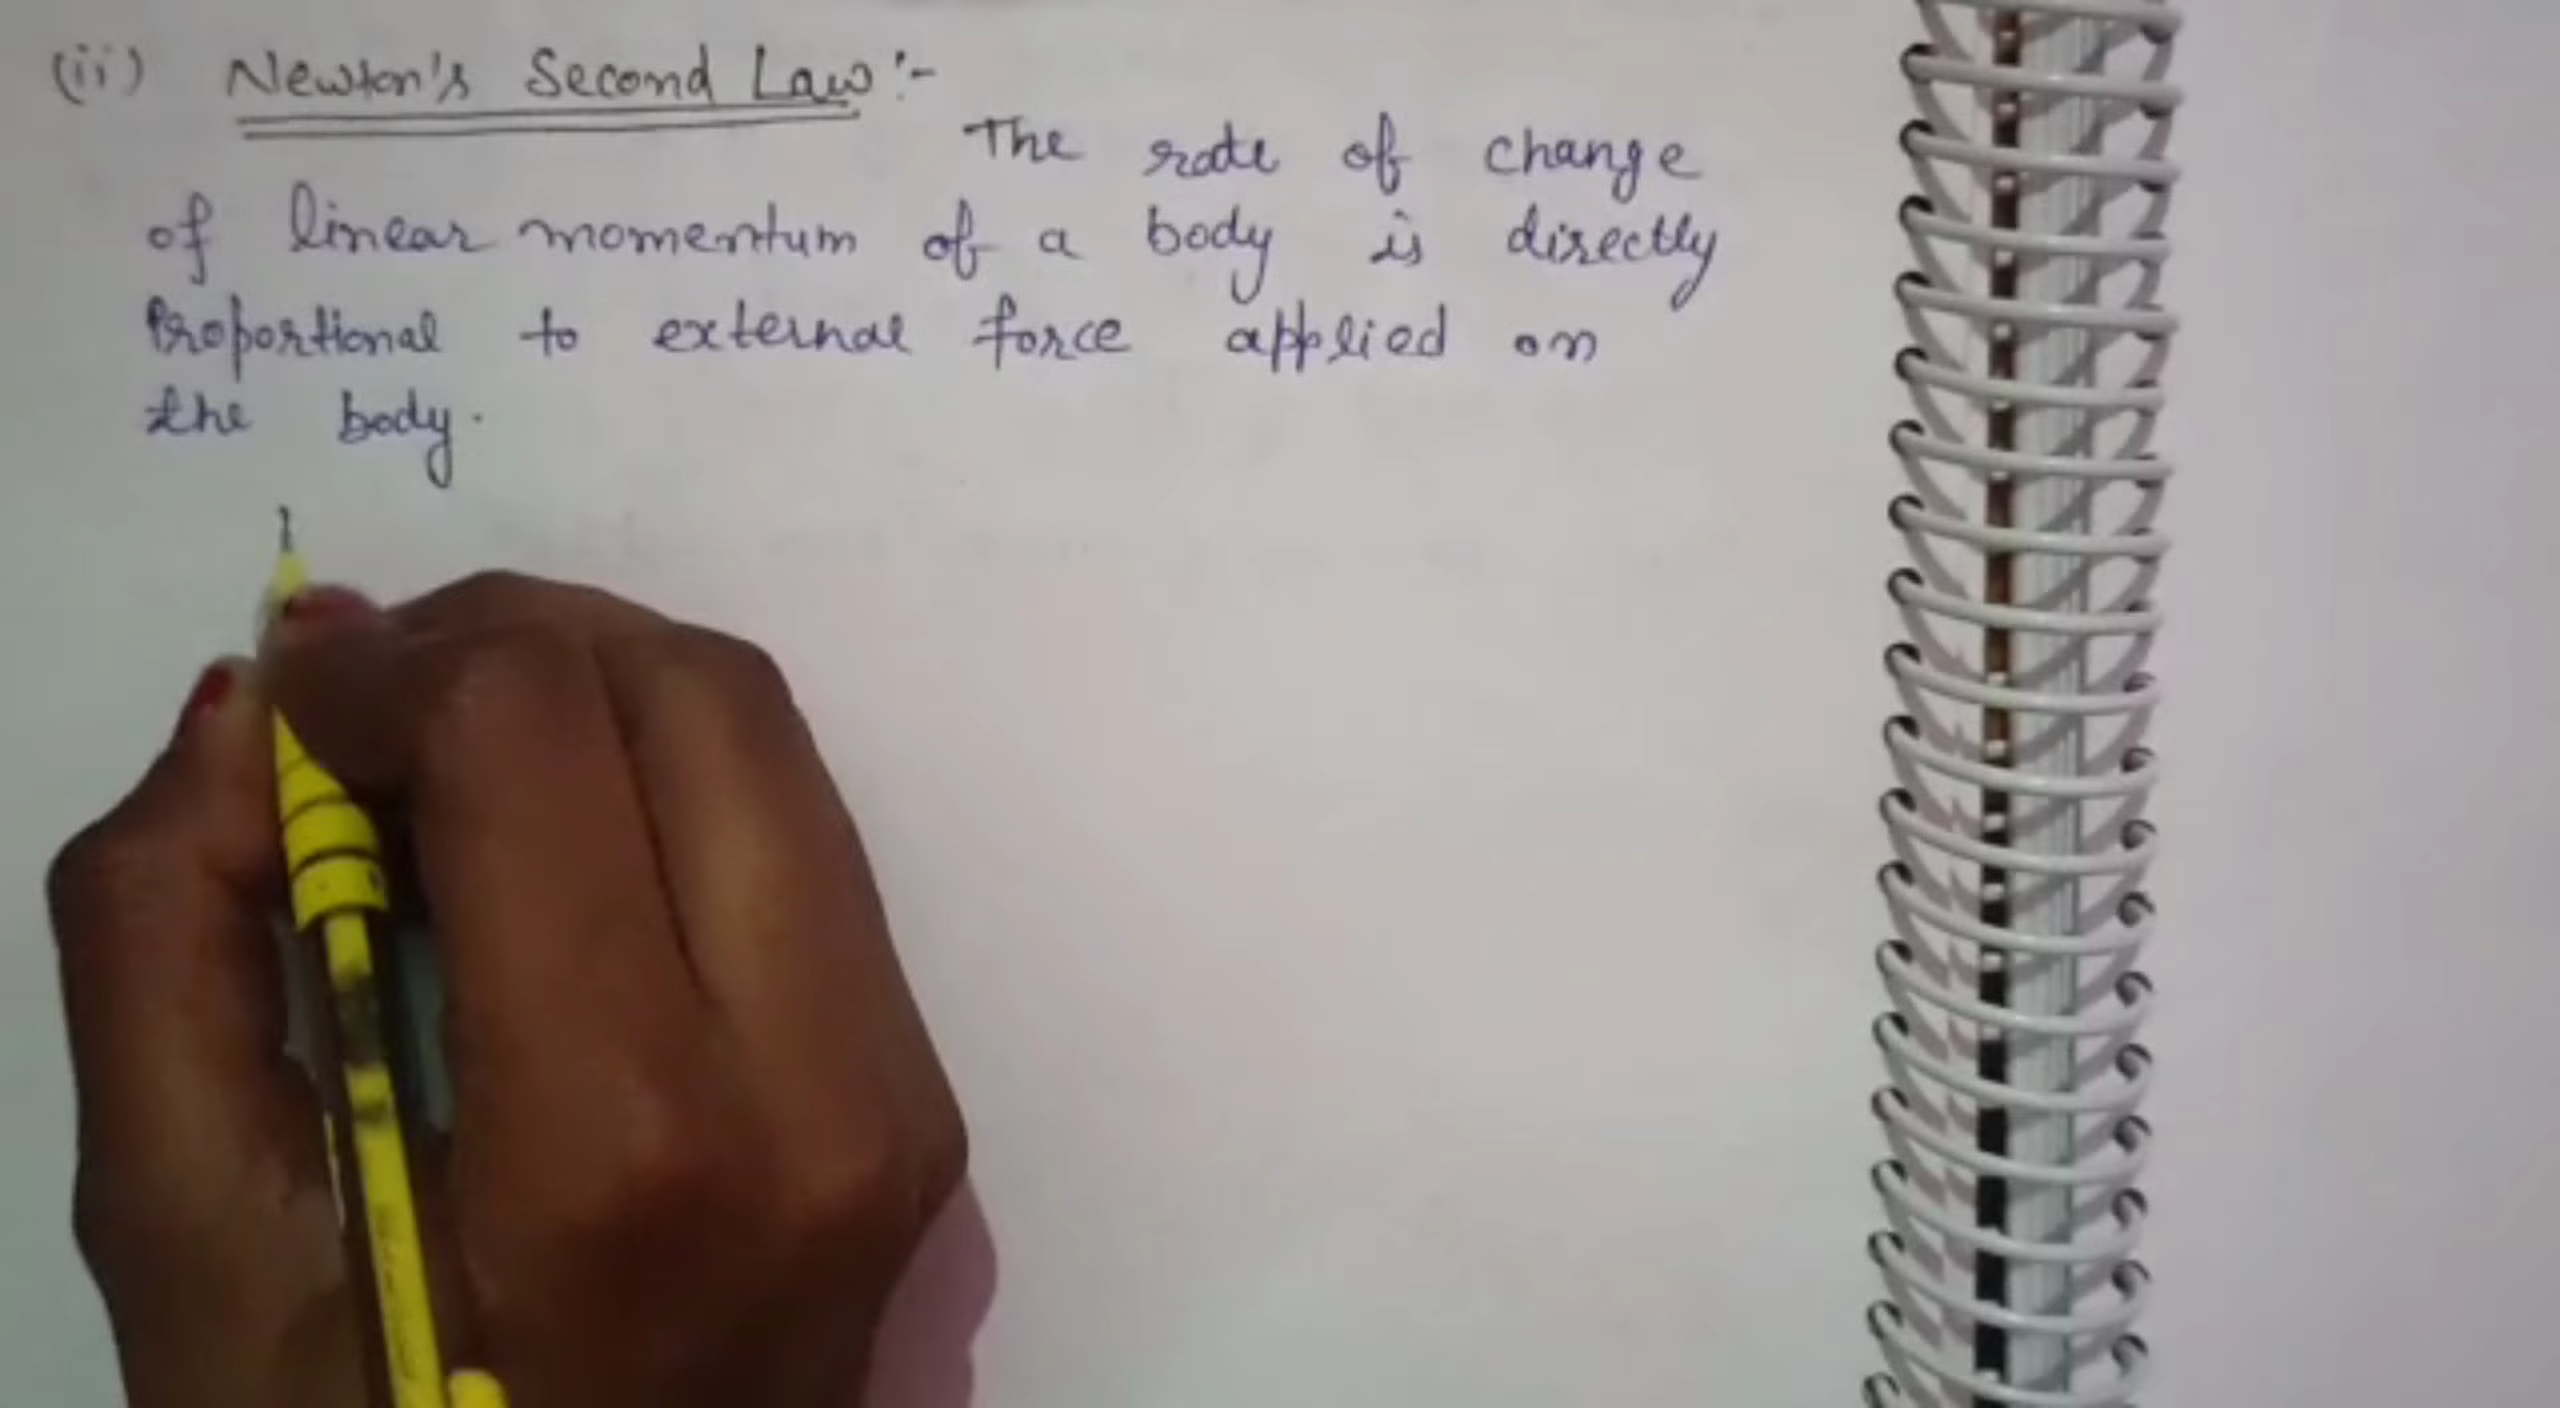 (ii) Newton's Second Law :-
The rate of change
of linear momentum of a body is directly
proportional to external force applied on
the body.